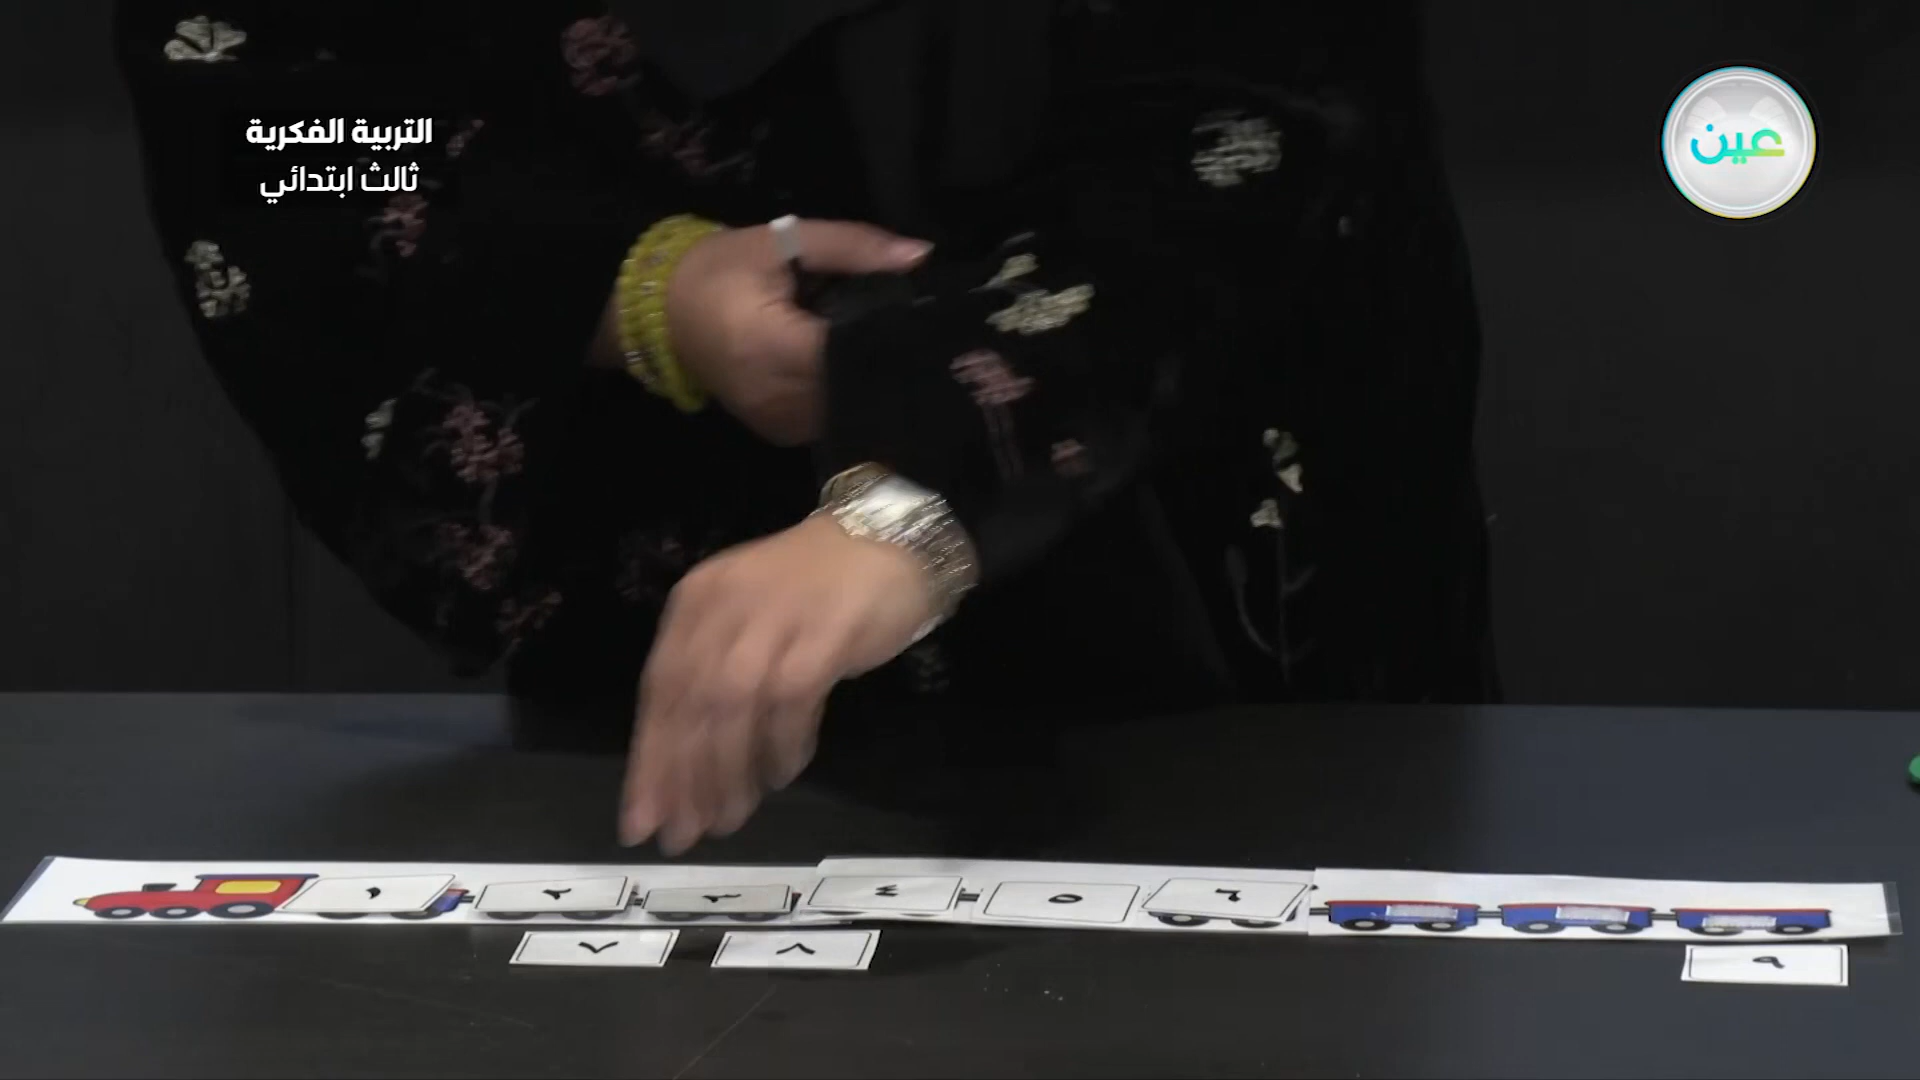 التربية الفكرية
ثالث ابتدائي
عين
١ ٢ ٣ ٤ ٥ ٦
٧ ٨ ٩